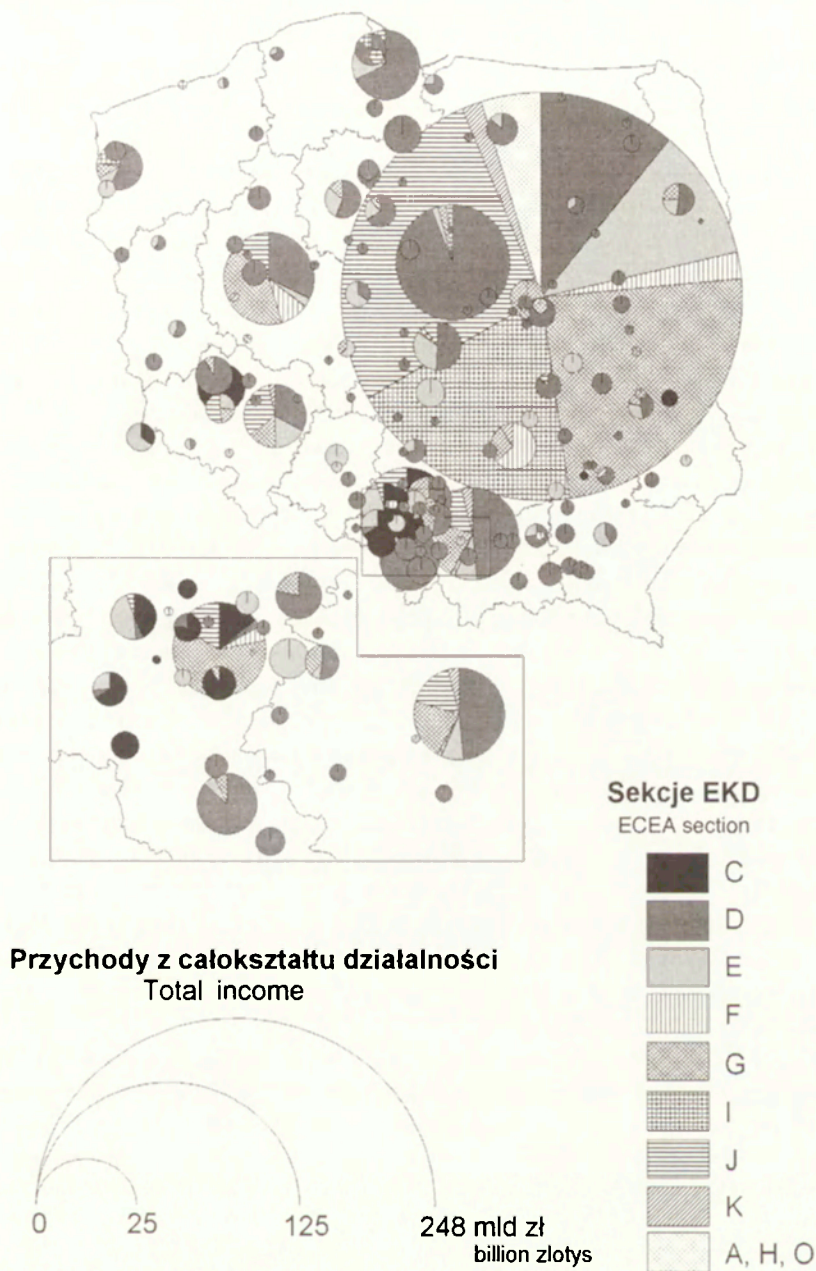 Sekcje EKD
ECEA section
C
D
E
F
G
I
J
K
A, H, O
Przychody z całokształtu działalności
Total income
0
25
125
248 mld zł
billion zlotys